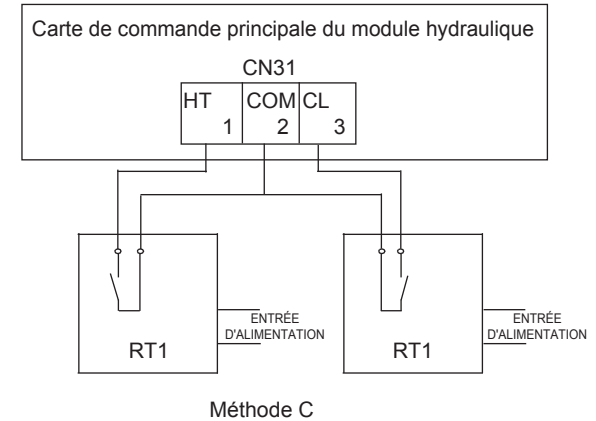 Carte de commande principale du module hydraulique
CN31
HT COM CL
1 2 3
ENTRÉE
D'ALIMENTATION
RT1
ENTRÉE
D'ALIMENTATION
RT1
Méthode C